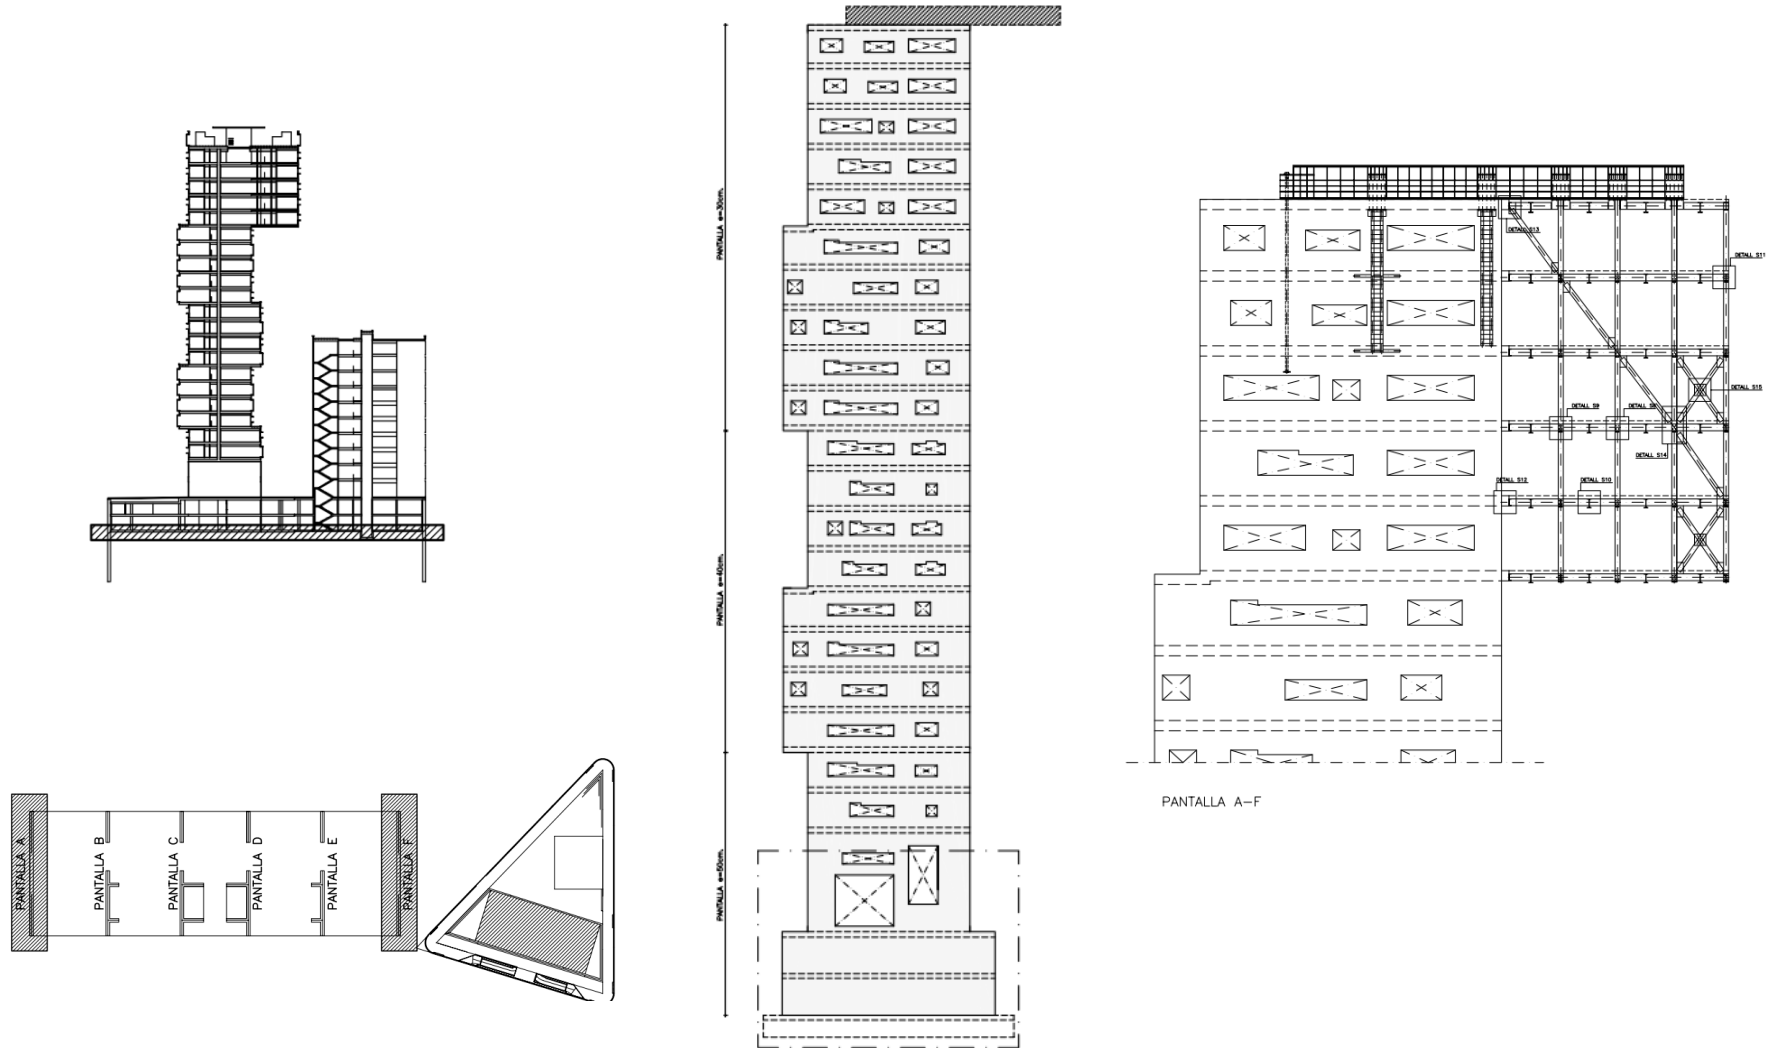 PANTALLA e=30cm.
PANTALLA e=40cm.
PANTALLA e=50cm.
DETALL S13
DETALL S11
DETALL S15
DETALL S9
DETALL S8
DETALL S14
DETALL S12
DETALL S10
PANTALLA A-F
PANTALLA A
PANTALLA B
PANTALLA C
PANTALLA D
PANTALLA E
PANTALLA F